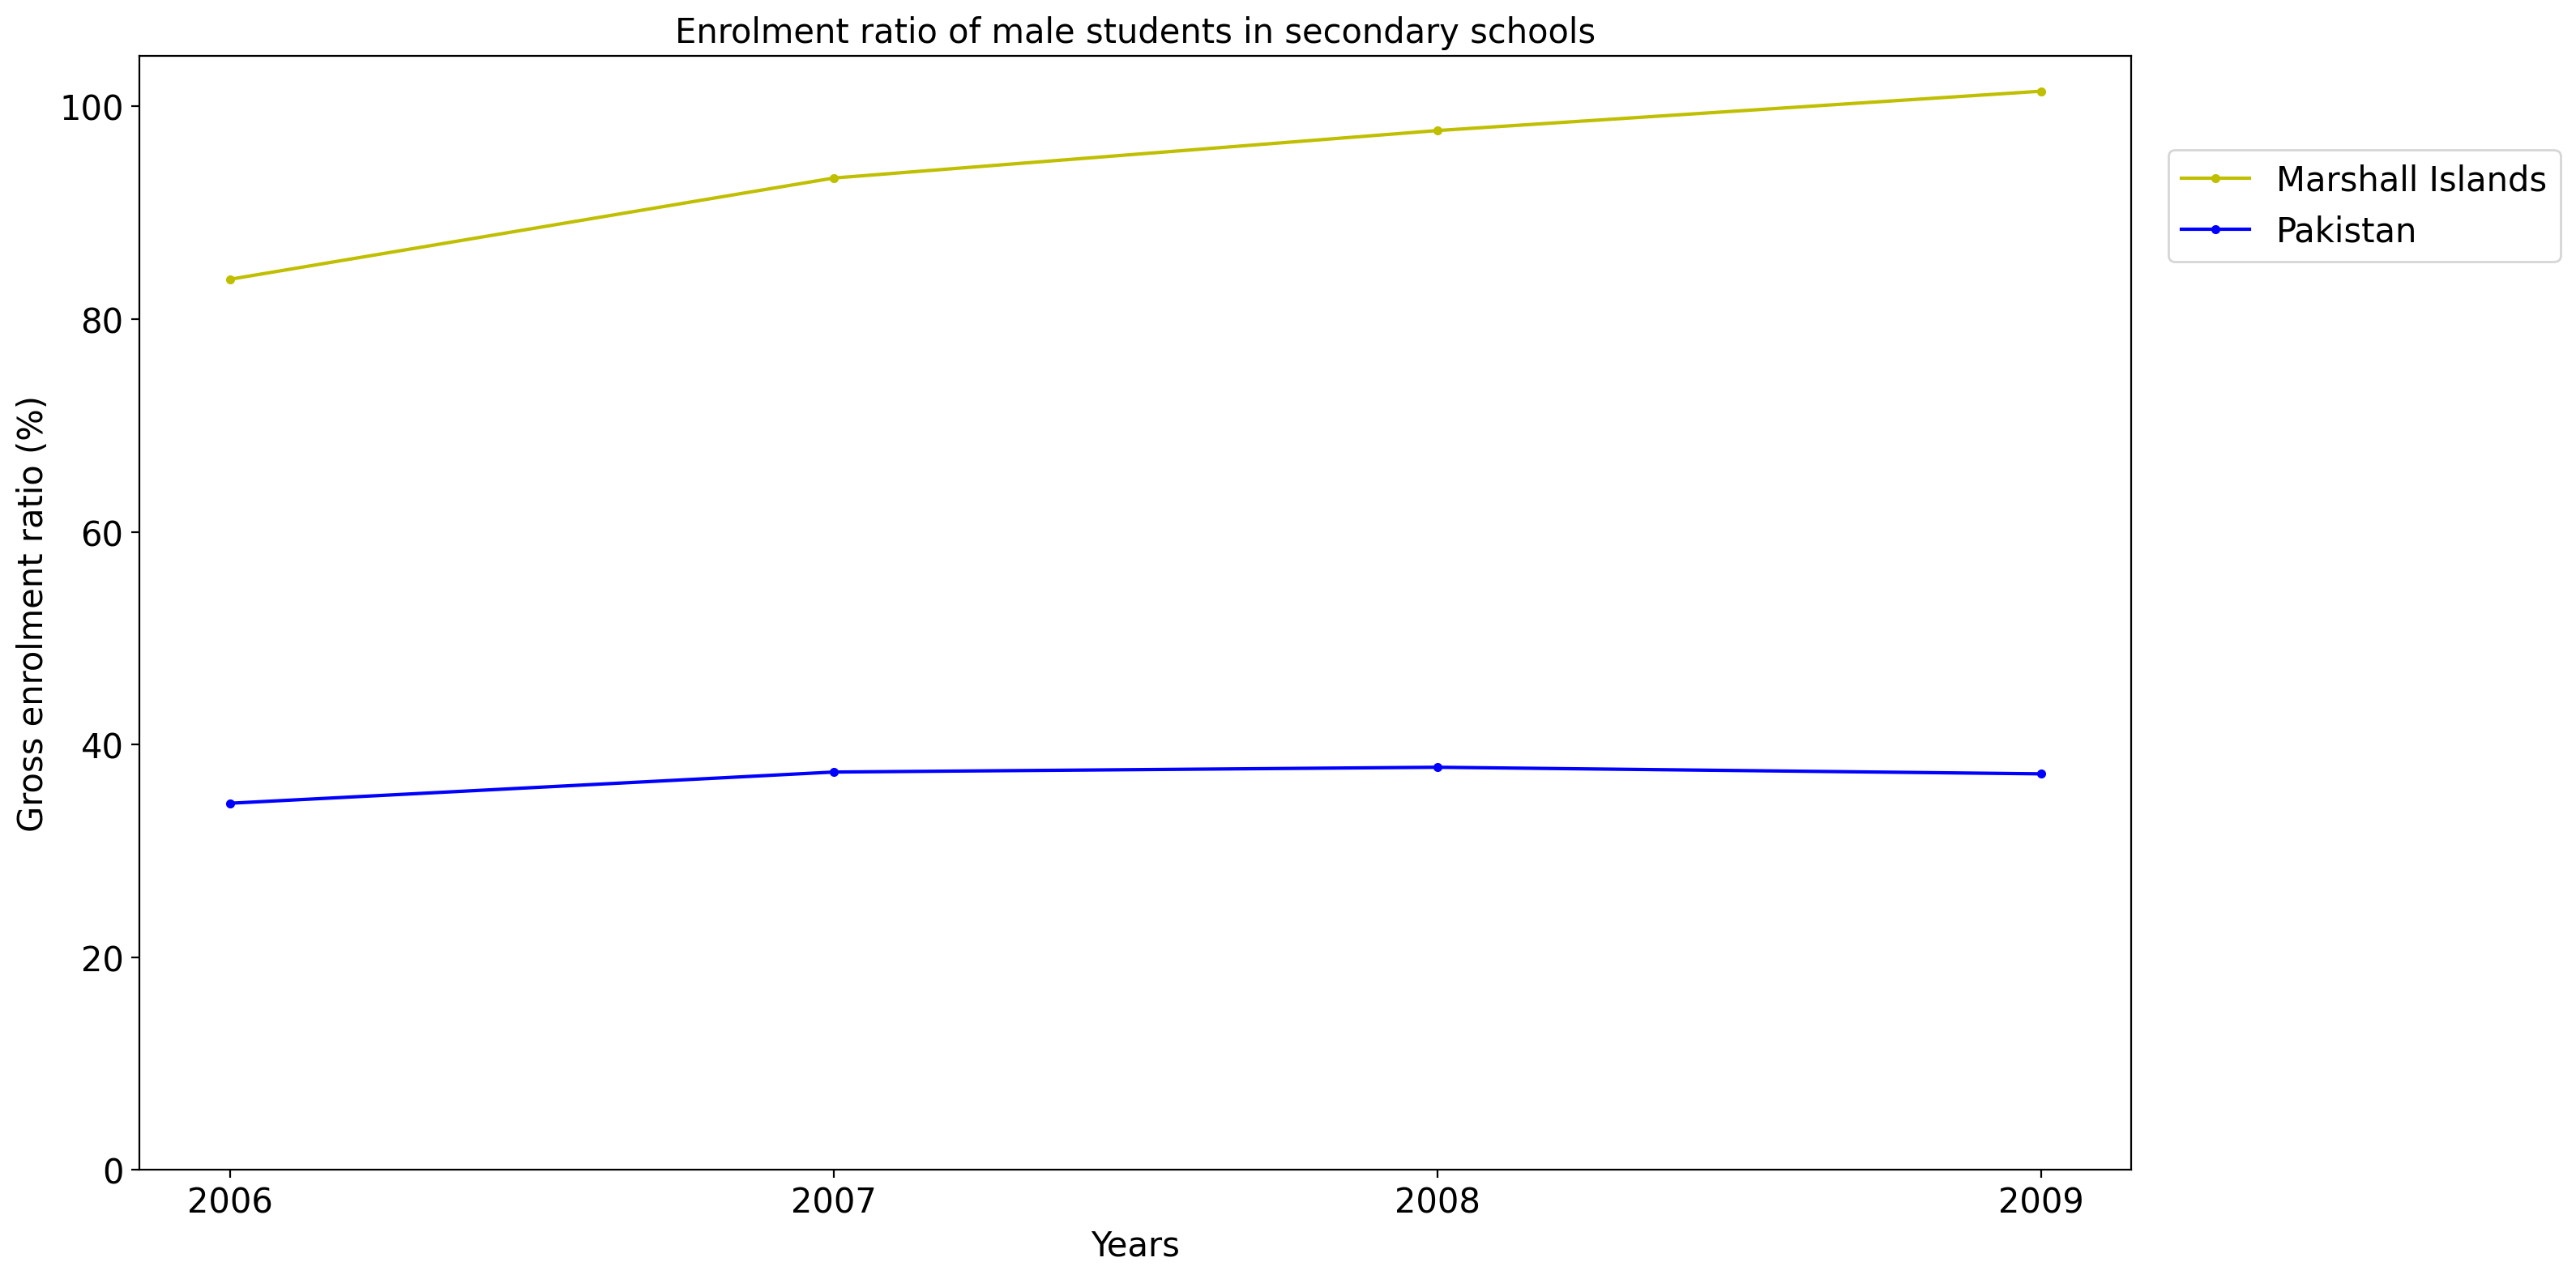 Enrolment ratio of male students in secondary schools
Gross enrolment ratio (%)
100
80
60
40
20
0
2006
2007
2008
2009
Years
Marshall Islands
Pakistan